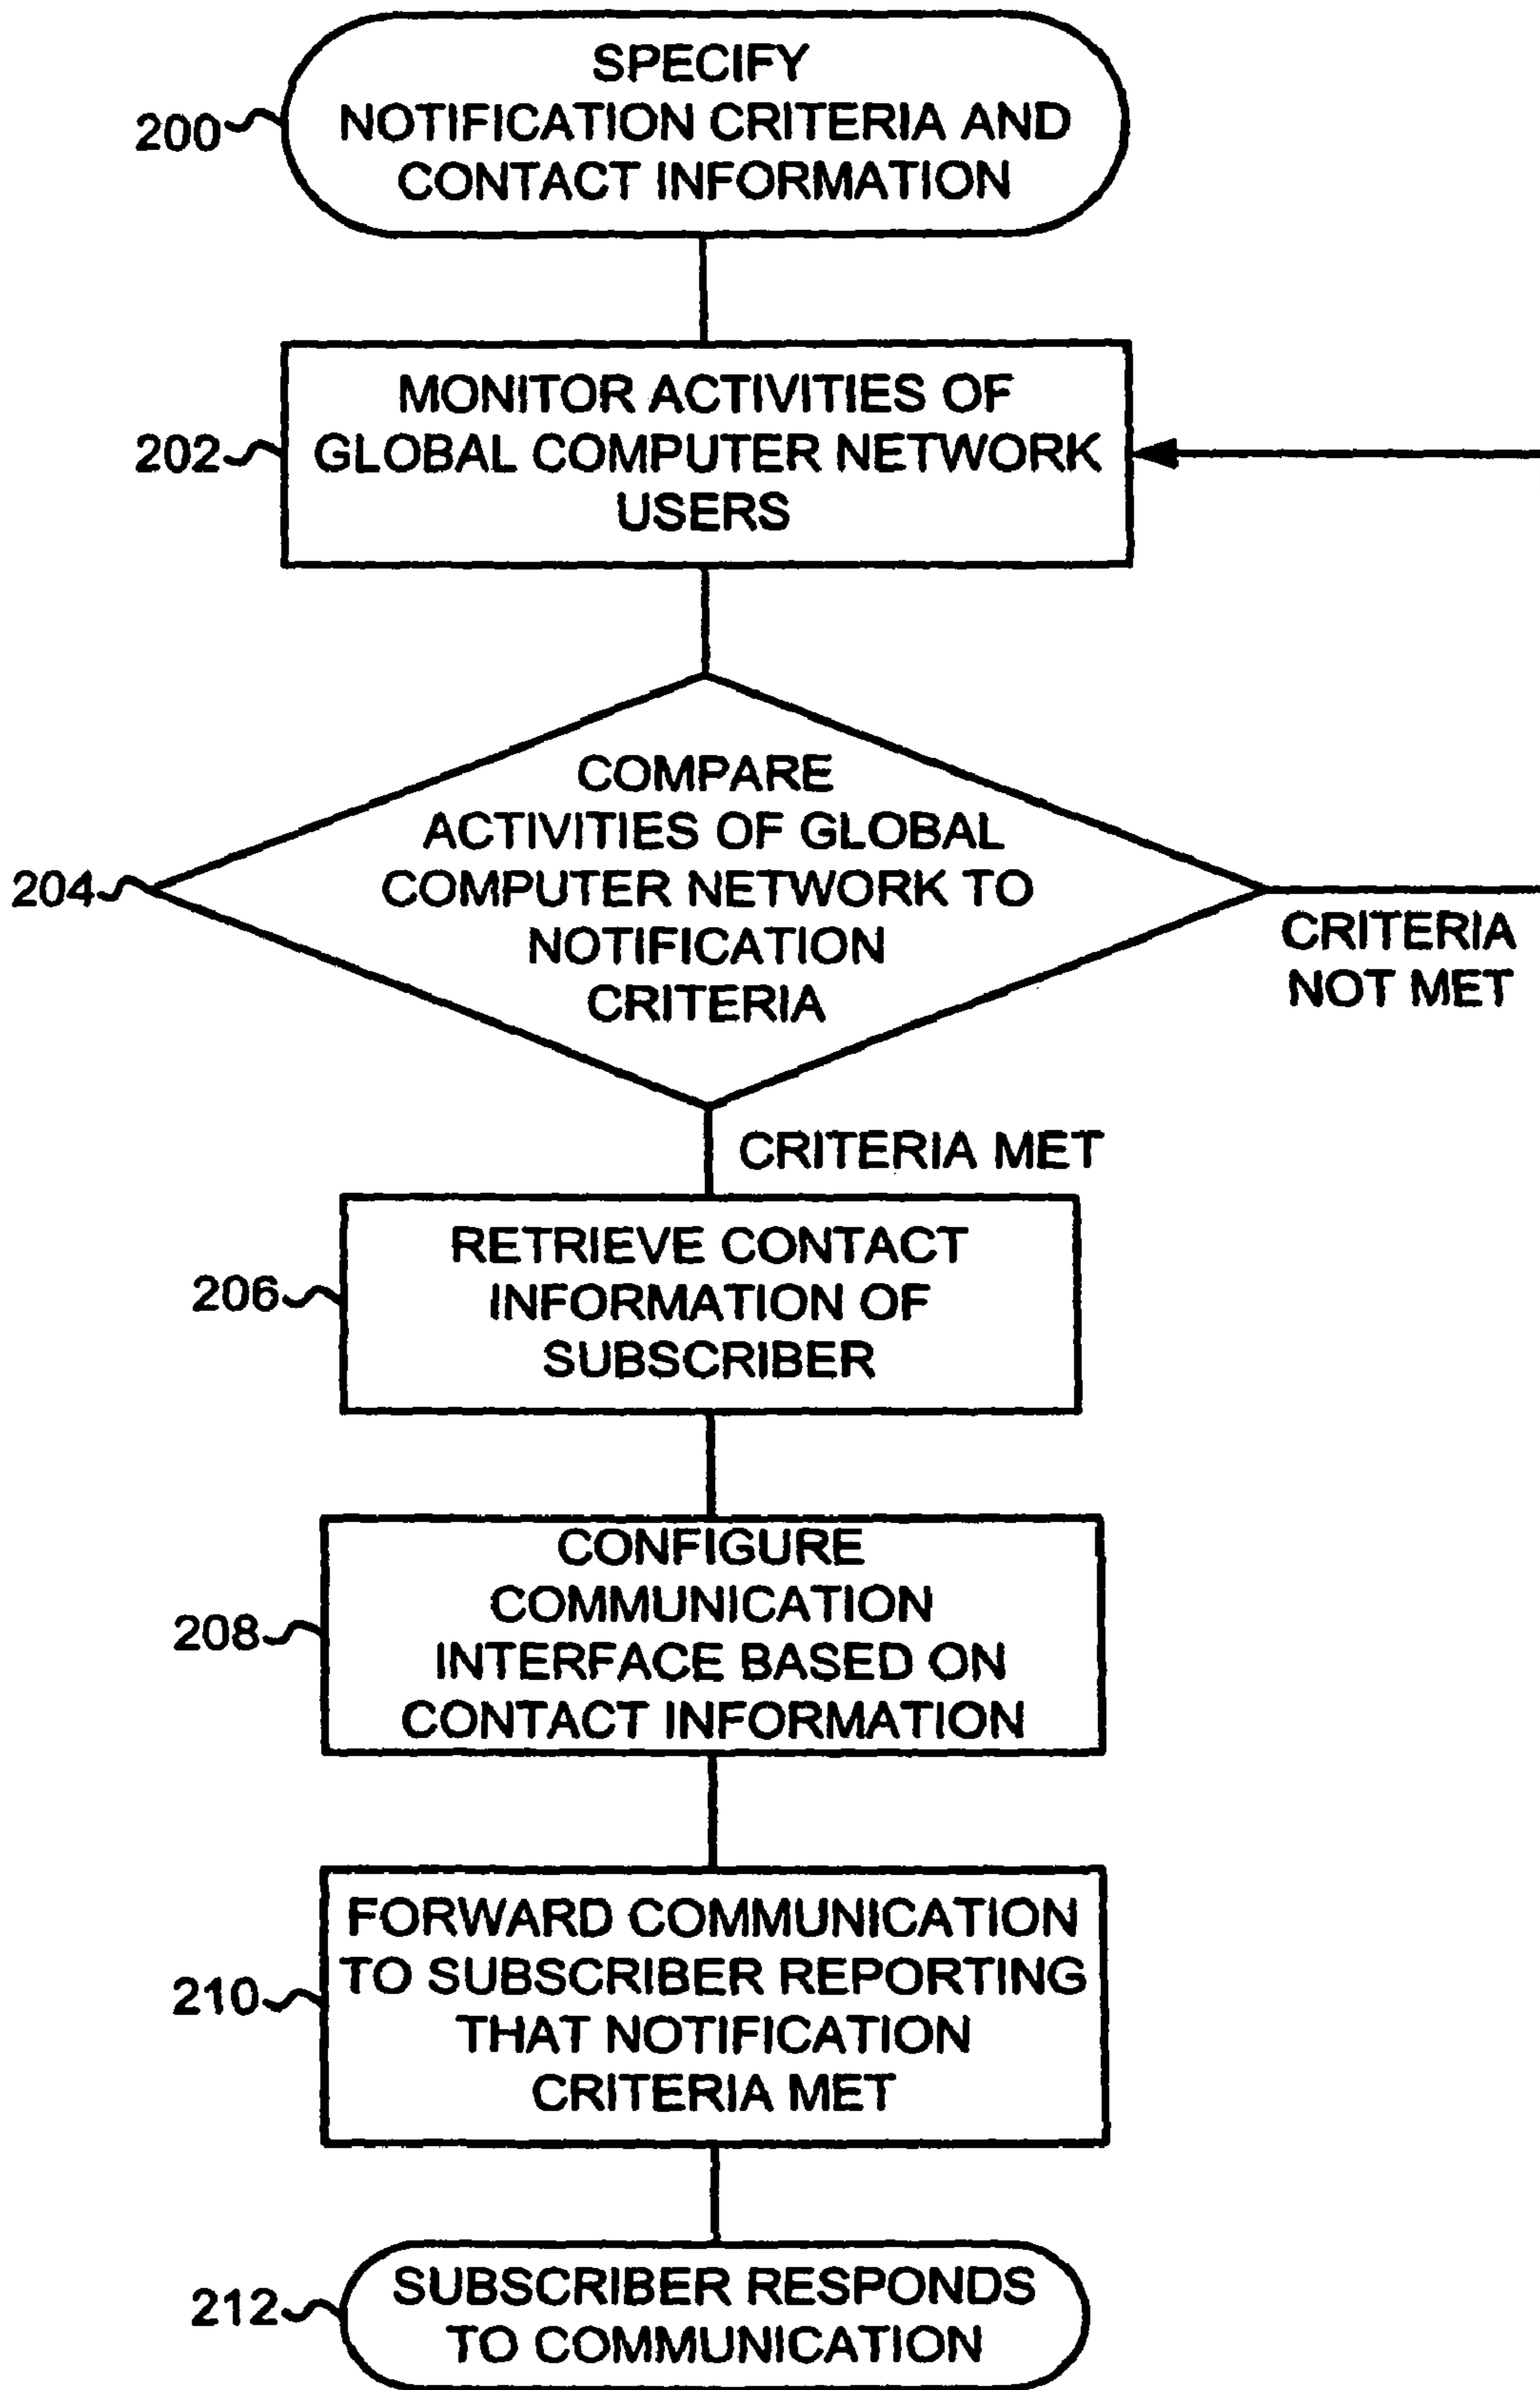 SPECIFY
NOTIFICATION CRITERIA AND
CONTACT INFORMATION
200
MONITOR ACTIVITIES OF
GLOBAL COMPUTER NETWORK
USERS
202
COMPARE
ACTIVITIES OF GLOBAL
COMPUTER NETWORK TO
NOTIFICATION
CRITERIA
204
CRITERIA
NOT MET
CRITERIA MET
RETRIEVE CONTACT
INFORMATION OF
SUBSCRIBER
206
CONFIGURE
COMMUNICATION
INTERFACE BASED ON
CONTACT INFORMATION
208
FORWARD COMMUNICATION
TO SUBSCRIBER REPORTING
THAT NOTIFICATION
CRITERIA MET
210
SUBSCRIBER RESPONDS
TO COMMUNICATION
212